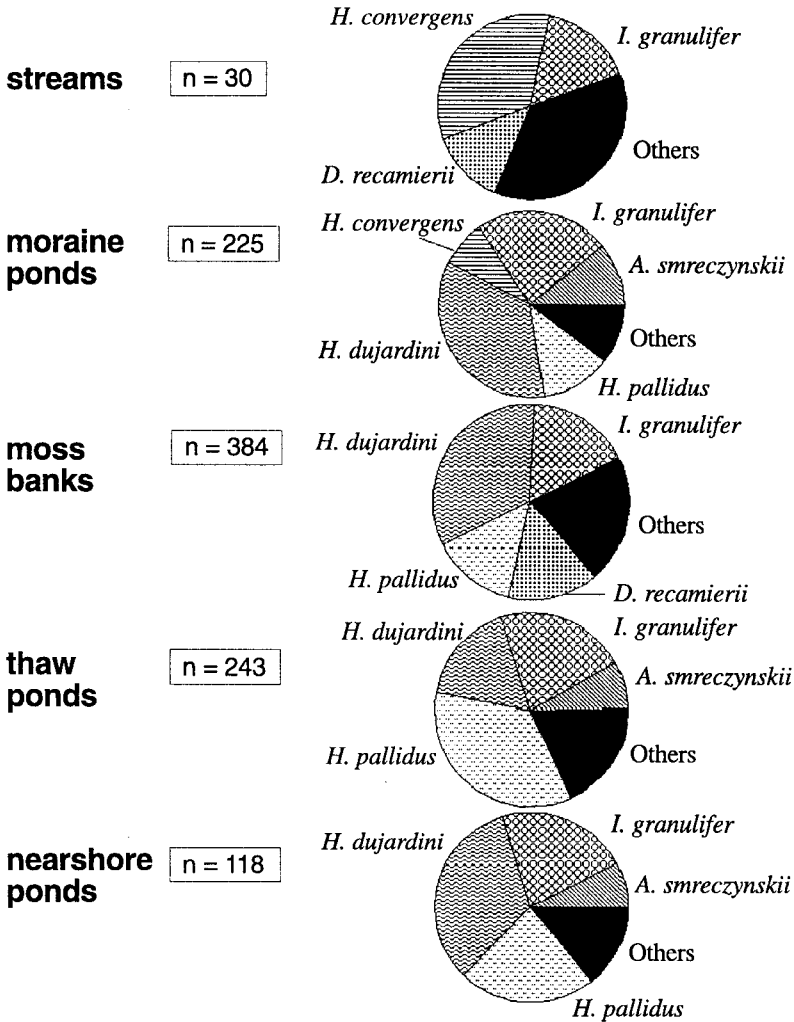 H. convergens
I. granulifer
streams
n = 30
Others
D. recamierii
I. granulifer
H. convergens
moraine
ponds
n = 225
A. smreczynskii
Others
H. dujardini
H. pallidus
I. granulifer
moss
banks
n = 384
H. dujardini
Others
H. pallidus
D. recamierii
I. granulifer
H. dujardini
thaw
ponds
n = 243
A. smreczynskii
H. pallidus
Others
I. granulifer
H. dujardini
nearshore
ponds
n = 118
A. smreczynskii
Others
H. pallidus